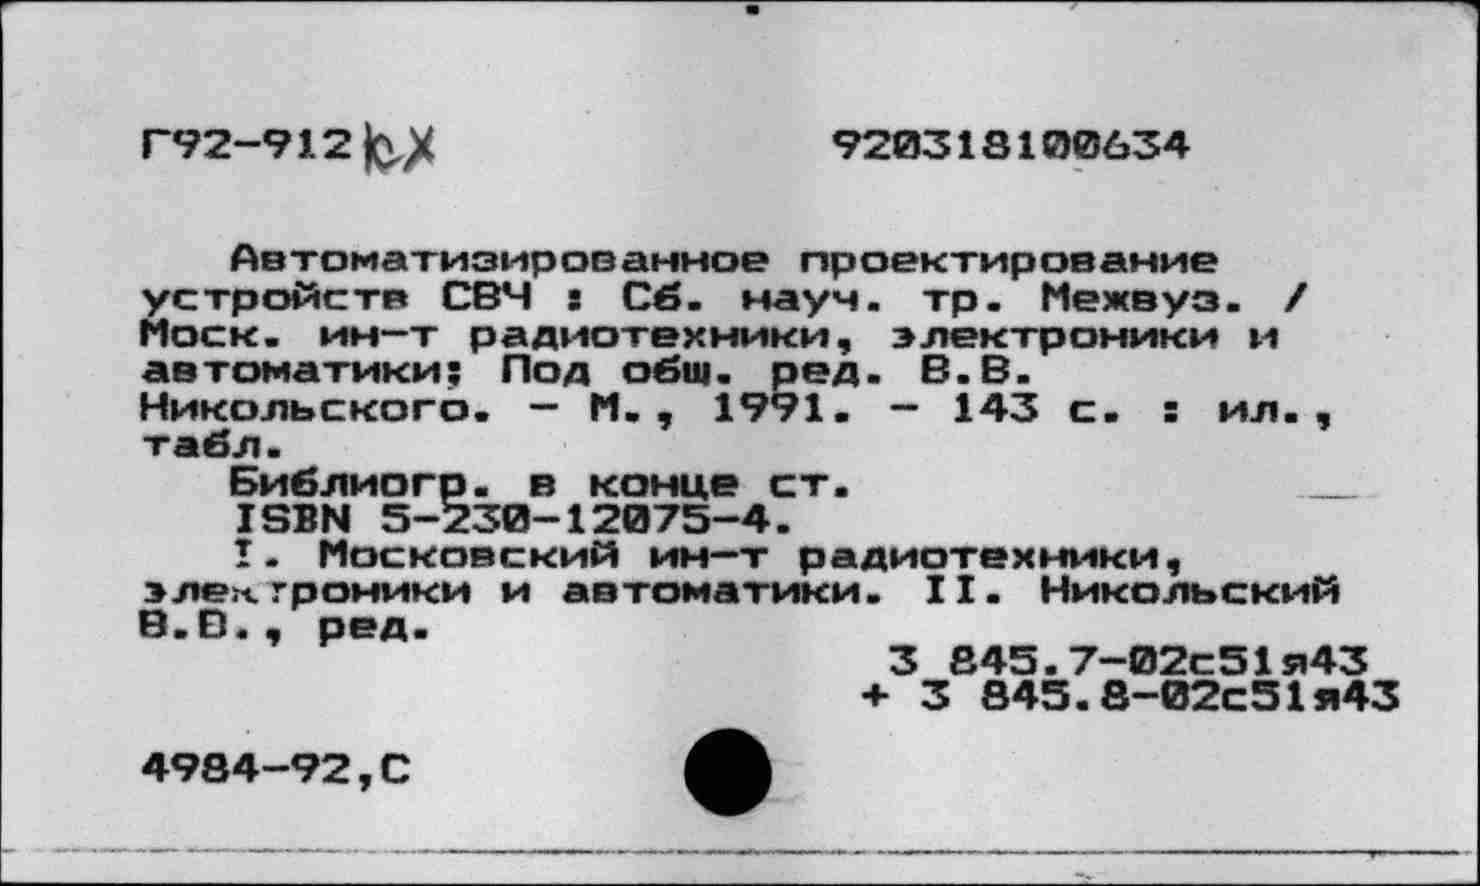 Г92-912 кх 920318100634
Автоматизированное проектирование
устройств СВЧ : Сб. науч. тр. Межвуз. /
Моск. ин-т радиотехники, электроники и
автоматики; Под общ. ред. В.В.
Никольского. - М., 1991. - 143 с. : ил.,
табл.
Библиогр. в конце ст.
ISBN 5-230-12075-4.
I. Московский ин-т радиотехники,
электроники и автоматики. II. Никольский
В.В., ред.
З 845.7-02с51я43
+ З 845.8-02с51я43
4984-92,С